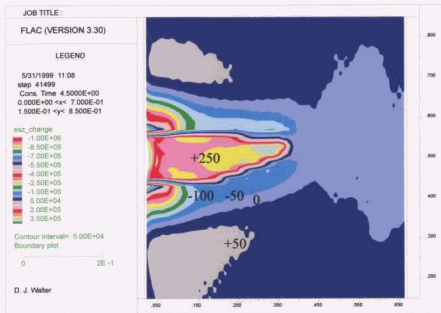 JOB TITLE :
FLAC (VERSION 3.30)
LEGEND
5/31/1999 11:08
step 41499
Cons. Time 4.5000E+00
0.000E+00 <x< 7.000E-01
1.500E-01 <y< 8.500E-01
esz_change
-1.00E+06
-8.50E+05
-7.00E+05
-5.50E+05
-4.00E+05
-2.50E+05
-1.00E+05
5.00E+04
2.00E+05
3.50E+05
Contour interval= 5.00E+04
Boundary plot
0 2E -1
D. J. Walter
+250
-100 -50 0
+50
.800
.700
.600
.500
.400
.300
.200
.050 .150 .250 .350 .450 .550 .650